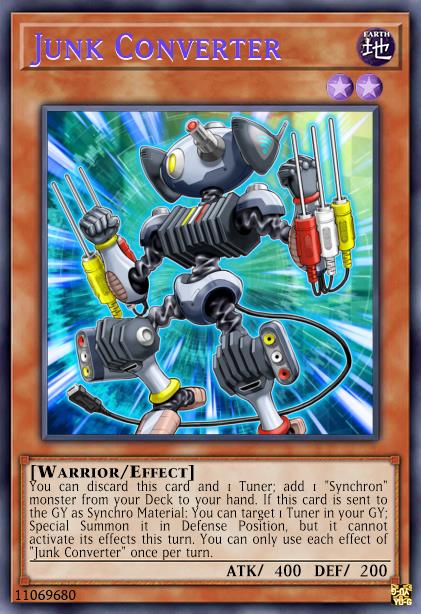 JUNK CONVERTER
EARTH
地
[WARRIOR/EFFECT]
You can discard this card and 1 Tuner; add 1 "Synchron"
monster from your Deck to your hand. If this card is sent to
the GY as Synchro Material: You can target 1 Tuner in your GY;
Special Summon it in Defense Position, but it cannot
activate its effects this turn. You can only use each effect of
"Junk Converter" once per turn.
ATK/ 400 DEF/ 200
11069680